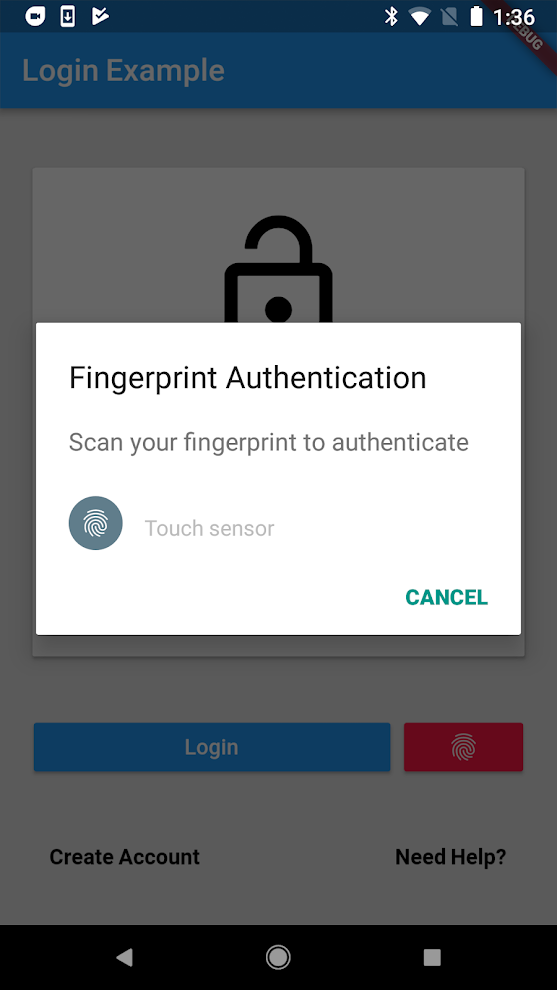 1:36
Login Example
Fingerprint Authentication
Scan your fingerprint to authenticate
Touch sensor
CANCEL
Login
Create Account
Need Help?